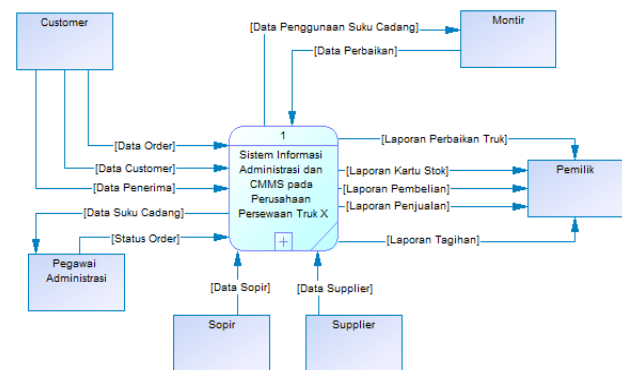 Customer
[Data Penggunaan Suku Cadang]
Montir
[Data Perbaikan]
1
Sistem Informasi
Administrasi dan
CMMS pada
Perusahaan
Persewaan Truk X
[Data Order]
[Data Customer]
[Data Penerima]
[Data Suku Cadang]
[Status Order]
[Laporan Perbaikan Truk]
[Laporan Kartu Stok]
[Laporan Pembelian]
[Laporan Penjualan]
[Laporan Tagihan]
Pemilik
Pegawai
Administrasi
[Data Sopir]
[Data Supplier]
Sopir
Supplier